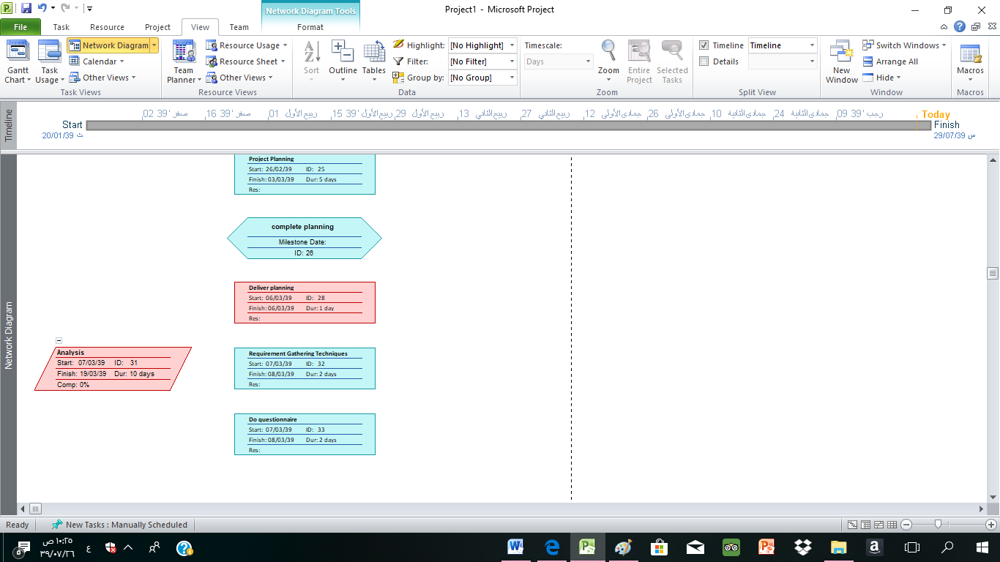 Network Diagram Tools
Project1 - Microsoft Project
File Task Resource Project View Team Format
Gantt Chart
Task Usage
Network Diagram
Calendar
Other Views
Task Views
Team Planner
Resource Usage
Resource Sheet
Other Views
Resource Views
Sort
Outline
Tables
Highlight: [No Highlight]
Filter: [No Filter]
Group by: [No Group]
Data
Timescale:
Days
Zoom
Entire Project
Selected Tasks
Zoom
Timeline Timeline
Details
Split View
New Window
Switch Windows
Arrange All
Hide
Window
Macros
Macros
Timeline
02 صفر '39
16 صفر '39
01 ربيع الأول
15 ربيع الأول '39
29 ربيع الأول
13 ربيع الثاني
27 ربيع الثاني
12 جمادى الأولى
26 جمادى الأولى
10 جمادى الثانية
24 جمادى الثانية
09 رجب '39
Today
Start
20/01/39 ث
Finish
29/07/39 س
Network Diagram
Project Planning
Start: 26/02/39 ID: 25
Finish: 03/03/39 Dur: 5 days
Res:
complete planning
Milestone Date:
ID: 26
Deliver planning
Start: 06/03/39 ID: 28
Finish: 06/03/39 Dur: 1 day
Res:
Analysis
Start: 07/03/39 ID: 31
Finish: 19/03/39 Dur: 10 days
Comp: 0%
Requirement Gathering Techniques
Start: 07/03/39 ID: 32
Finish: 08/03/39 Dur: 2 days
Res:
Do questionnaire
Start: 07/03/39 ID: 33
Finish: 08/03/39 Dur: 2 days
Res:
Ready New Tasks : Manually Scheduled
١٠:٢٥ ص
٣٩/٠٧/٢٦
ع